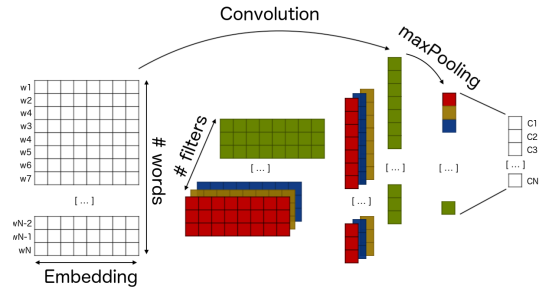 Convolution
maxPooling
w1
w2
w4
w3
w4
w5
w6
w7
[ ... ]
wN-2
wN-1
wN
# words
Embedding
# filters
[ ... ]
[ ... ]
[ ... ]
[ ... ]
C1
C2
C3
[ ... ]
CN